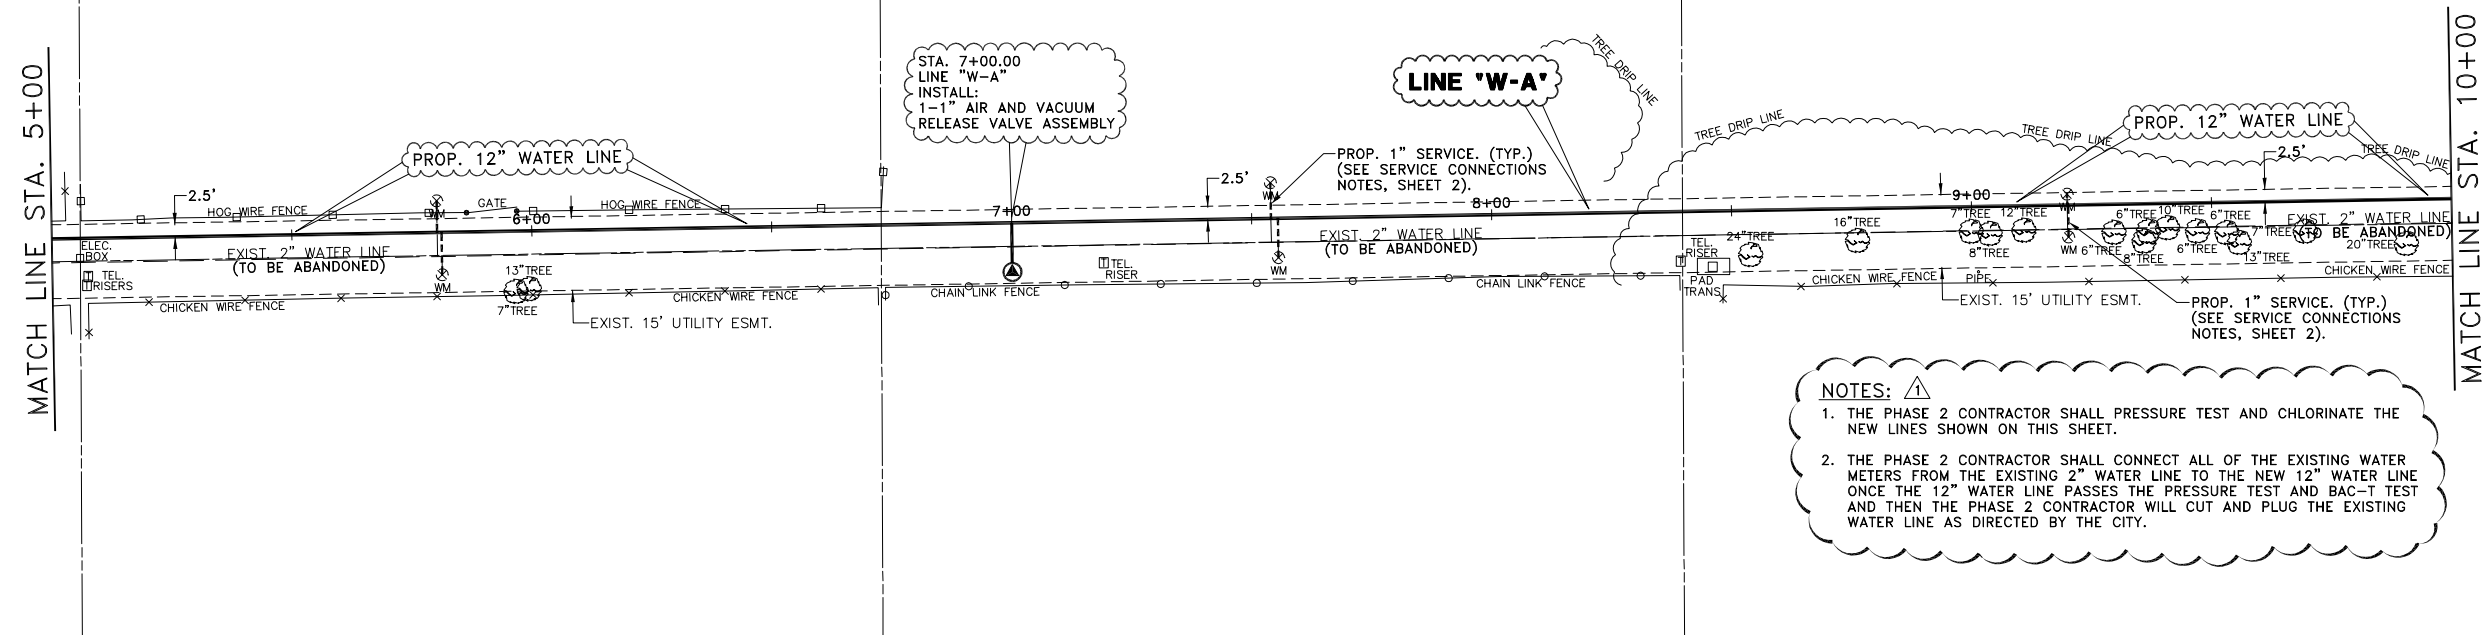 MATCH LINE STA. 5+00
2.5'
HOG WIRE FENCE
PROP. 12" WATER LINE
WM
GATE
6+00
HOG WIRE FENCE
ELEC.
BOX
EXIST. 2" WATER LINE
(TO BE ABANDONED)
T TEL.
T RISERS
WM
13"TREE
7"TREE
CHICKEN WIRE FENCE
CHICKEN WIRE FENCE
EXIST. 15' UTILITY ESMT.
STA. 7+00.00
LINE "W-A"
INSTALL:
1-1" AIR AND VACUUM
RELEASE VALVE ASSEMBLY
7+00
CHAIN LINK FENCE
T TEL.
RISER
2.5'
WM
WM
PROP. 1" SERVICE. (TYP.)
(SEE SERVICE CONNECTIONS
NOTES, SHEET 2).
EXIST. 2" WATER LINE
(TO BE ABANDONED)
8+00
LINE "W-A"
CHAIN LINK FENCE
TREE DRIP LINE
TREE DRIP LINE
TREE DRIP LINE
TREE DRIP LINE
PROP. 12" WATER LINE
2.5'
TEL.
RISER
T
PAD
TRANS.
24"TREE
16"TREE
9+00
7"TREE
8"TREE
12"TREE
WM
WM
6"TREE
6"TREE
8"TREE
10"TREE
6"TREE
6"TREE
13"TREE
7"TREE
20"TREE
EXIST. 2" WATER LINE
(TO BE ABANDONED)
CHICKEN WIRE FENCE
PIPE
CHICKEN WIRE FENCE
EXIST. 15' UTILITY ESMT.
PROP. 1" SERVICE. (TYP.)
(SEE SERVICE CONNECTIONS
NOTES, SHEET 2).
MATCH LINE STA. 10+00
NOTES: 1
1. THE PHASE 2 CONTRACTOR SHALL PRESSURE TEST AND CHLORINATE THE
NEW LINES SHOWN ON THIS SHEET.
2. THE PHASE 2 CONTRACTOR SHALL CONNECT ALL OF THE EXISTING WATER
METERS FROM THE EXISTING 2" WATER LINE TO THE NEW 12" WATER LINE
ONCE THE 12" WATER LINE PASSES THE PRESSURE TEST AND BAC-T TEST
AND THEN THE PHASE 2 CONTRACTOR WILL CUT AND PLUG THE EXISTING
WATER LINE AS DIRECTED BY THE CITY.